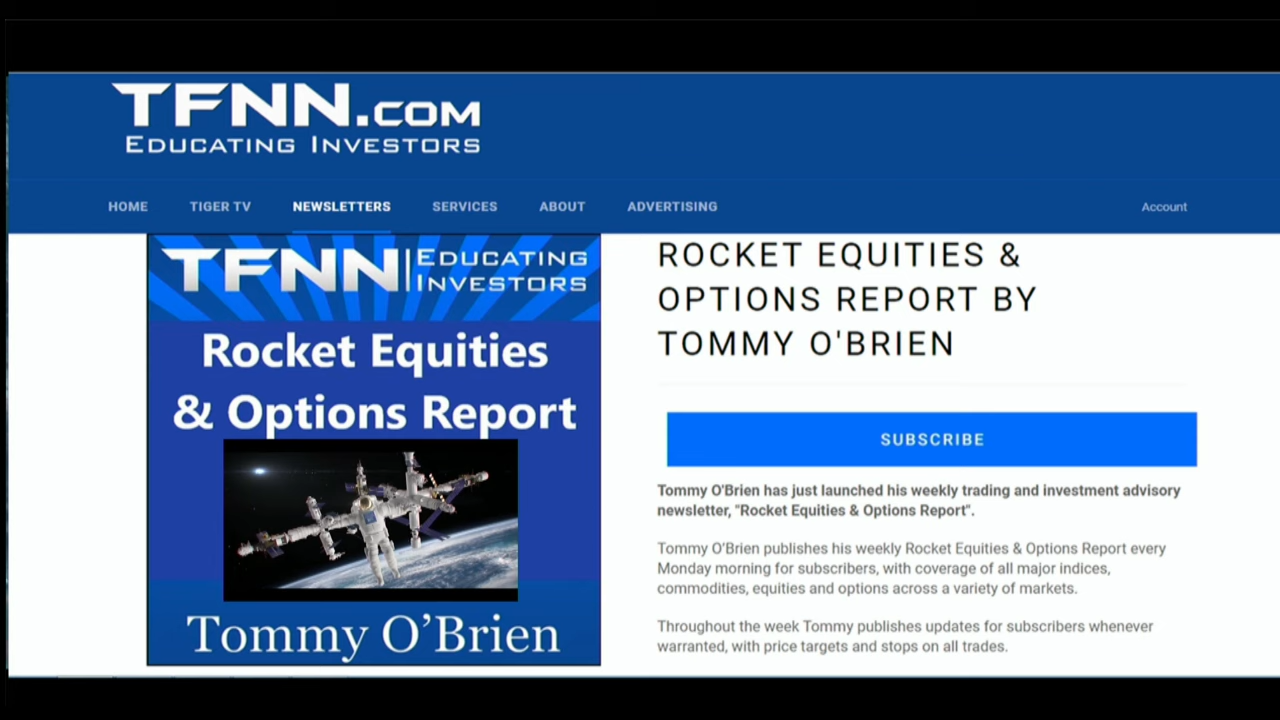 TFNN.COM
EDUCATING INVESTORS
HOME TIGER TV NEWSLETTERS SERVICES ABOUT ADVERTISING Account
TFNN EDUCATING
INVESTORS
Rocket Equities
& Options Report
Tommy O’Brien
ROCKET EQUITIES &
OPTIONS REPORT BY
TOMMY O'BRIEN
SUBSCRIBE
Tommy O'Brien has just launched his weekly trading and investment advisory
newsletter, "Rocket Equities & Options Report".
Tommy O’Brien publishes his weekly Rocket Equities & Options Report every
Monday morning for subscribers, with coverage of all major indices,
commodities, equities and options across a variety of markets.
Throughout the week Tommy publishes updates for subscribers whenever
warranted, with price targets and stops on all trades.